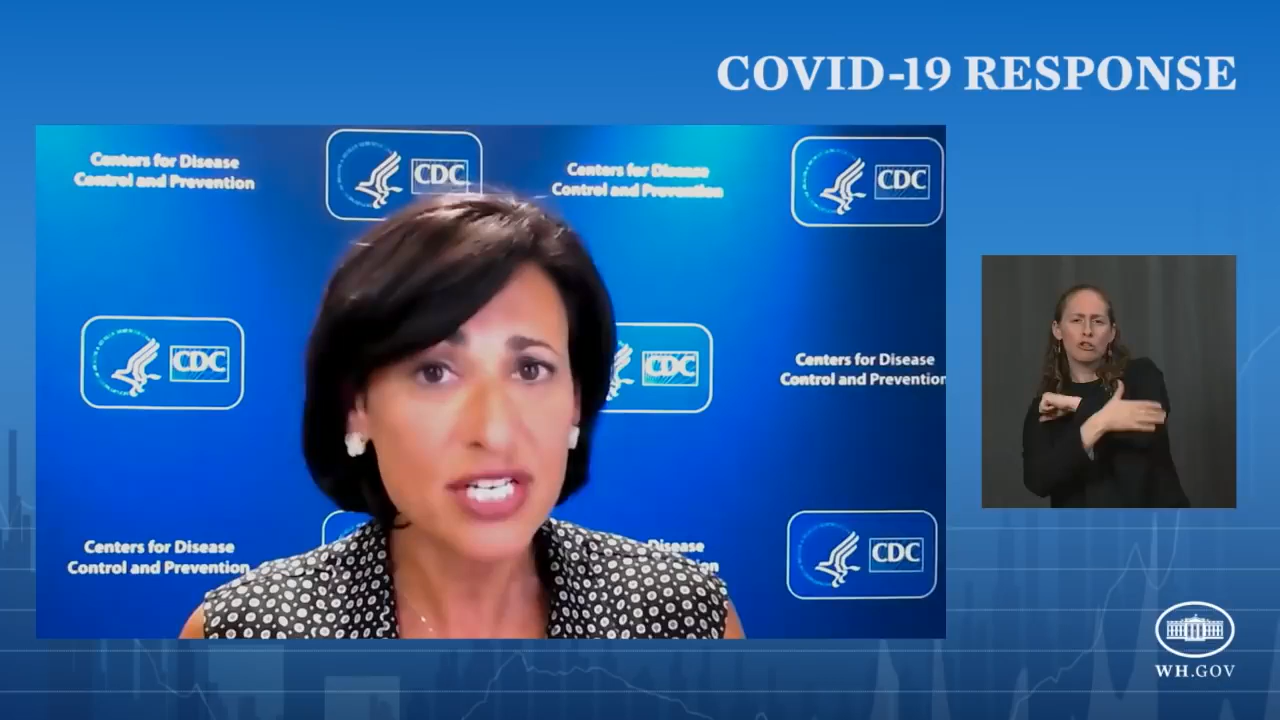 COVID-19 RESPONSE
Centers for Disease
Control and Prevention
CDC
Centers for Disease
Control and Prevention
CDC
CDC
CDC
Centers for Disease
Control and Prevention
Centers for Disease
Control and Prevention
Disease
CDC
WH.GOV